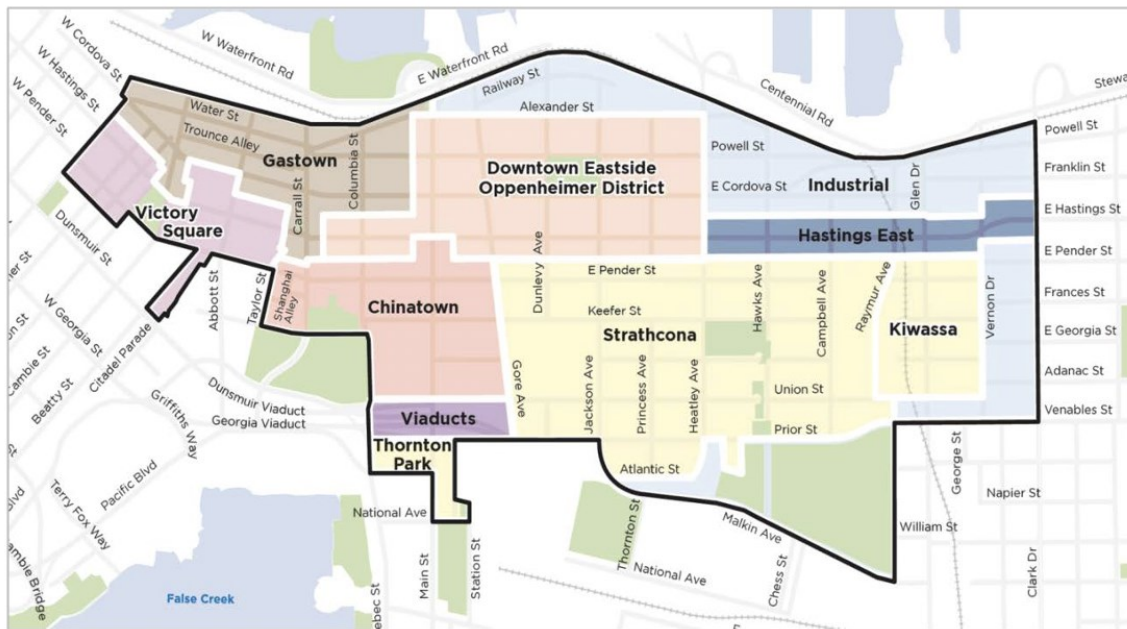 W Cordova St
W Hastings St
W Pender St
W Waterfront Rd
E Waterfront Rd
Railway St
Alexander St
Centennial Rd
Water St
Trounce Alley
Gastown
Columbia St
Carrall St
Downtown Eastside
Oppenheimer District
Powell St
E Cordova St
Industrial
Glen Dr
Powell St
Franklin St
E Hastings St
E Pender St
Frances St
E Georgia St
Adanac St
Venables St
Victory
Square
Hastings East
Dunsmuir St
Abbott St
Taylor St
Shanghai
Alley
Chinatown
Dunlevy Ave
E Pender St
Keefer St
Strathcona
Hawks Ave
Campbell Ave
Raymur Ave
Kiwassa
Vernon Dr
W Georgia St
Citadel Parade
Beatty St
Cambie St
Dunsmuir Viaduct
Georgia Viaduct
Griffiths Way
Pacific Blvd
Terry Fox Way
Viaducts
Thornton
Park
Gore Ave
Jackson Ave
Princess Ave
Heatley Ave
Union St
Prior St
Atlantic St
National Ave
Main St
Station St
Thornton St
National Ave
Malkin Ave
Chess St
George St
Napier St
William St
Clark Dr
False Creek